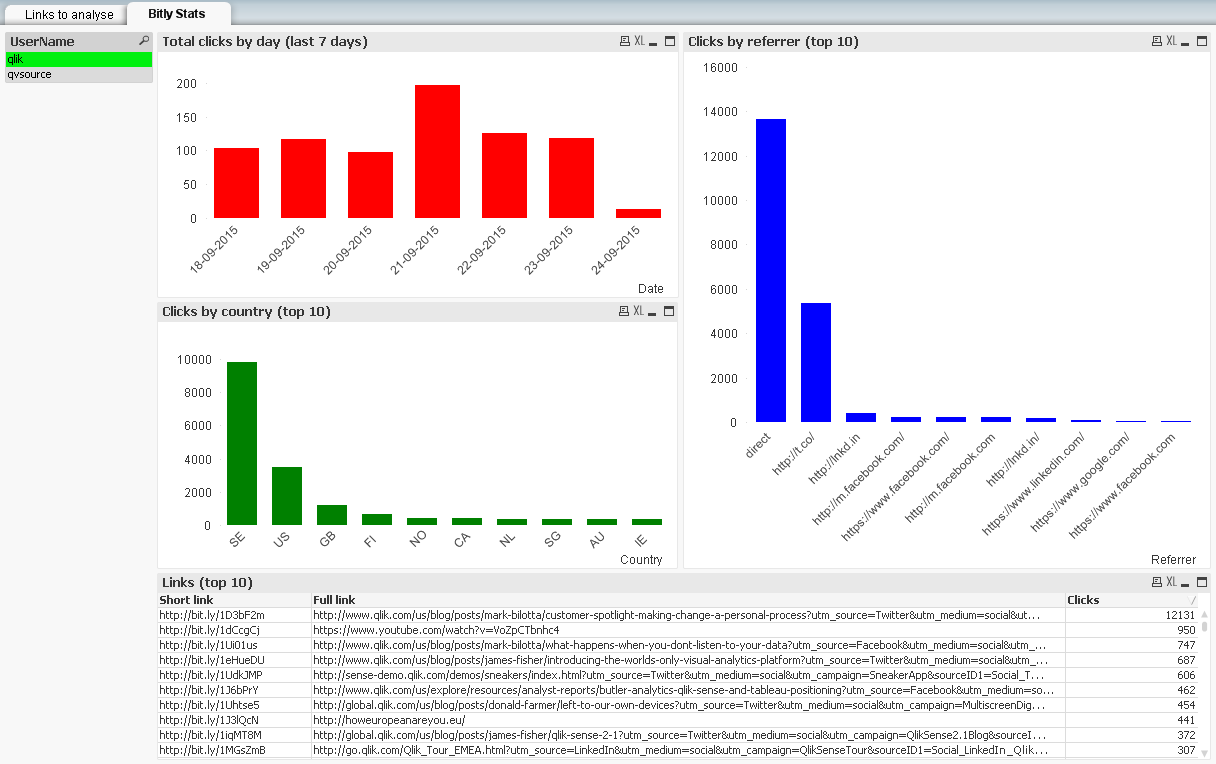 Links to analyse
Bitly Stats
UserName
qlik
qvsource
Total clicks by day (last 7 days)
XL
200
150
100
50
0
18-09-2015
19-09-2015
20-09-2015
21-09-2015
22-09-2015
23-09-2015
24-09-2015
Date
Clicks by country (top 10)
XL
10000
8000
6000
4000
2000
0
SE
US
GB
FI
NO
CA
NL
SG
AU
IE
Country
Clicks by referrer (top 10)
XL
16000
14000
12000
10000
8000
6000
4000
2000
0
direct
http://t.co/
http://lnkd.in
http://m.facebook.com/
https://www.facebook.com/
http://m.facebook.com
http://lnkd.in/
https://www.linkedin.com/
https://www.google.com/
https://www.facebook.com
Referrer
Links (top 10)
XL
Short link Full link Clicks
http://bit.ly/1D3bF2m http://www.qlik.com/us/blog/posts/mark-bilotta/customer-spotlight-making-change-a-personal-process?utm_source=Twitter&utm_medium=social&ut... 12131
http://bit.ly/1dCcgCj https://www.youtube.com/watch?v=VoZpCTbnhc4 950
http://bit.ly/1Ui01us http://www.qlik.com/us/blog/posts/mark-bilotta/what-happens-when-you-dont-listen-to-your-data?utm_source=Facebook&utm_medium=social&utm_... 747
http://bit.ly/1eHueDU http://www.qlik.com/us/blog/posts/james-fisher/introducing-the-worlds-only-visual-analytics-platform?utm_source=Twitter&utm_medium=social&utm_... 687
http://bit.ly/1UdkJMP http://sense-demo.qlik.com/demos/sneakers/index.html?utm_source=Twitter&utm_medium=social&utm_campaign=SneakerApp&sourceID1=Social_T... 606
http://bit.ly/1J6bPrY http://www.qlik.com/us/explore/resources/analyst-reports/butler-analytics-qlik-sense-and-tableau-positioning?utm_source=Facebook&utm_medium=so... 462
http://bit.ly/1Uhtse5 http://global.qlik.com/us/blog/posts/donald-farmer/left-to-our-own-devices?utm_source=Twitter&utm_medium=social&utm_campaign=MultiscreenDig... 454
http://bit.ly/1J3lQcN http://howeuropeanareyou.eu/ 441
http://bit.ly/1iqMT8M http://global.qlik.com/us/blog/posts/james-fisher/qlik-sense-2-1?utm_source=Twitter&utm_medium=social&utm_campaign=QlikSense2.1Blog&sourceI... 372
http://bit.ly/1MGsZmB http://go.qlik.com/Qlik_Tour_EMEA.html?utm_source=LinkedIn&utm_medium=social&utm_campaign=QlikSenseTour&sourceID1=Social_LinkedIn_Qlik... 307